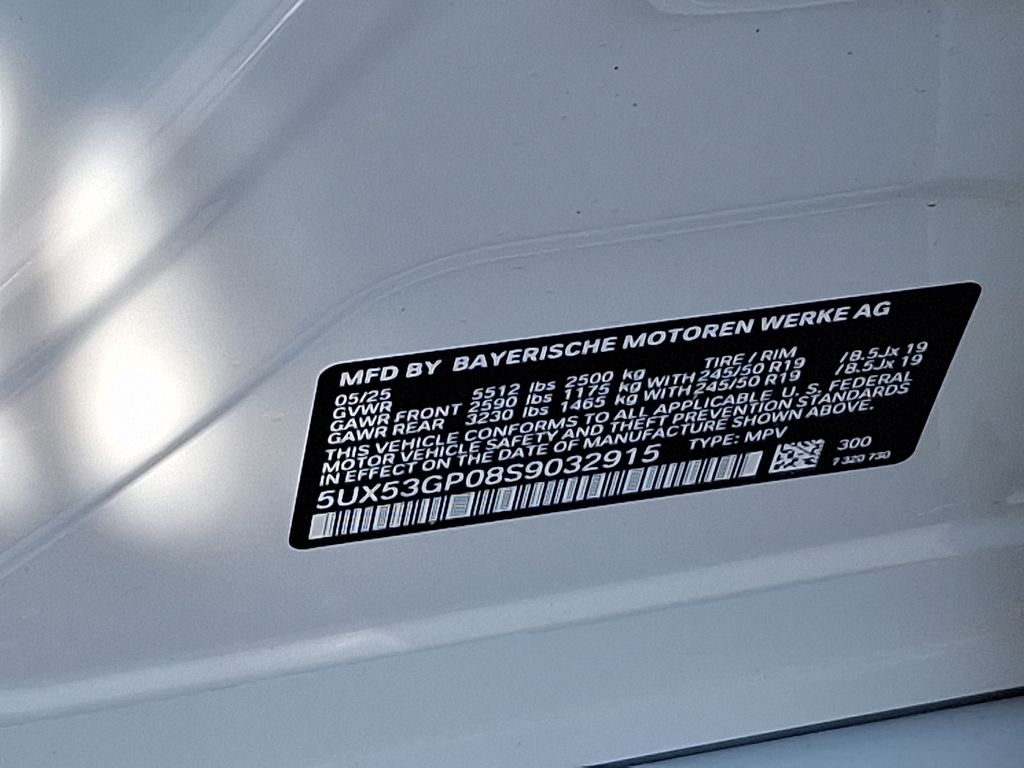 MFD BY BAYERISCHE MOTOREN WERKE AG
05/25 TIRE / RIM
GVWR 5512 lbs 2500 kg
GAWR FRONT 2590 lbs 1175 kg WITH 245/50 R19 /8.5Jx 19
GAWR REAR 3230 lbs 1465 kg WITH 245/50 R19 /8.5Jx 19
THIS VEHICLE CONFORMS TO ALL APPLICABLE U. S. FEDERAL
MOTOR VEHICLE SAFETY AND THEFT PREVENTION STANDARDS
IN EFFECT ON THE DATE OF MANUFACTURE SHOWN ABOVE.
5UX53GP08S9032915 TYPE: MPV
300
7 320 730